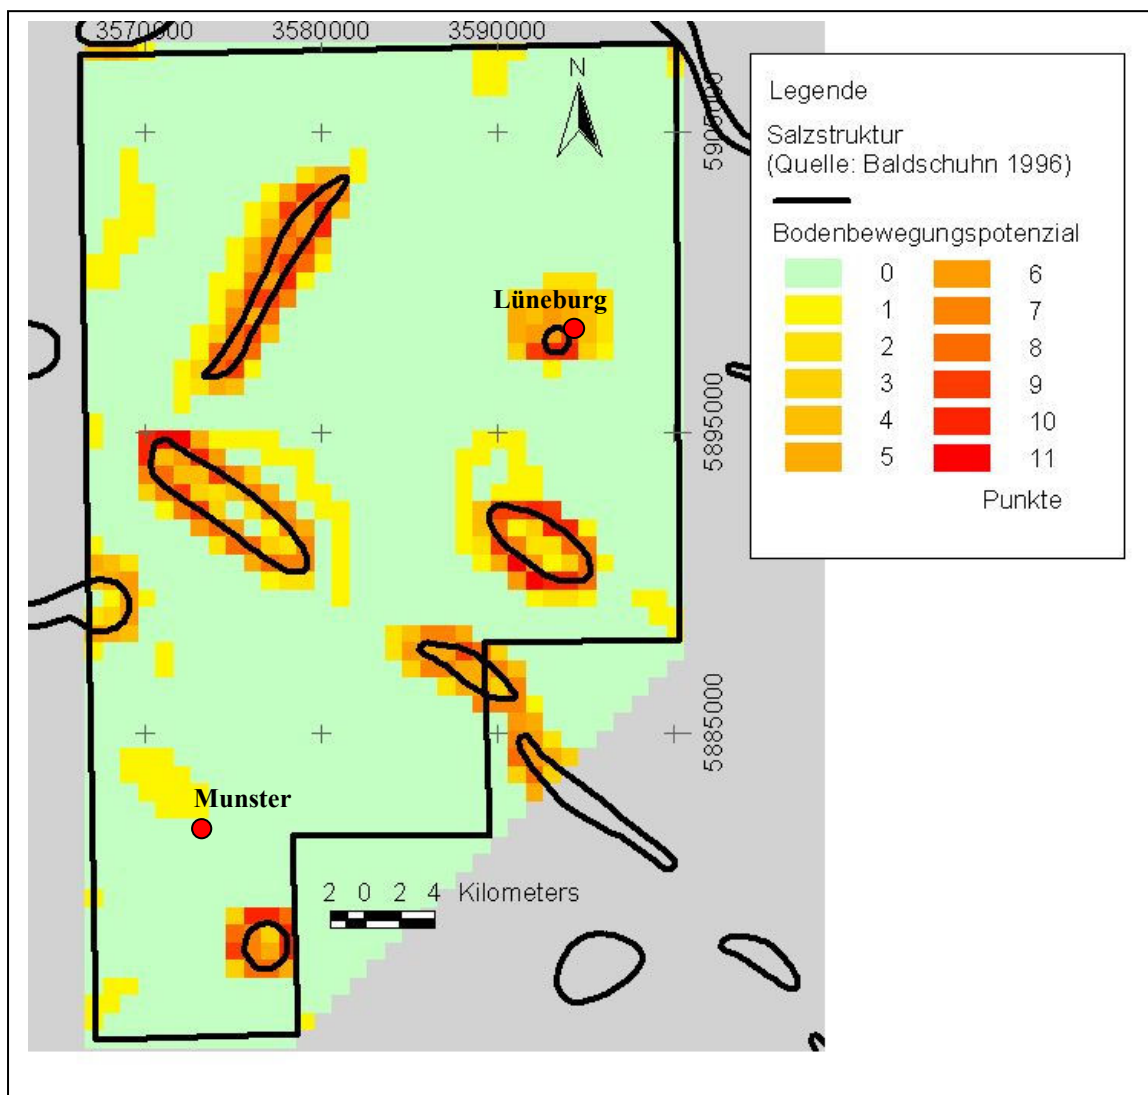 3570000 3580000 3590000
N
5905000
Lüneburg
5895000
5885000
Munster
2 0 2 4 Kilometers
Legende
Salzstruktur
(Quelle: Baldschuhn 1996)
Bodenbewegungspotenzial
0 6
1 7
2 8
3 9
4 10
5 11
Punkte